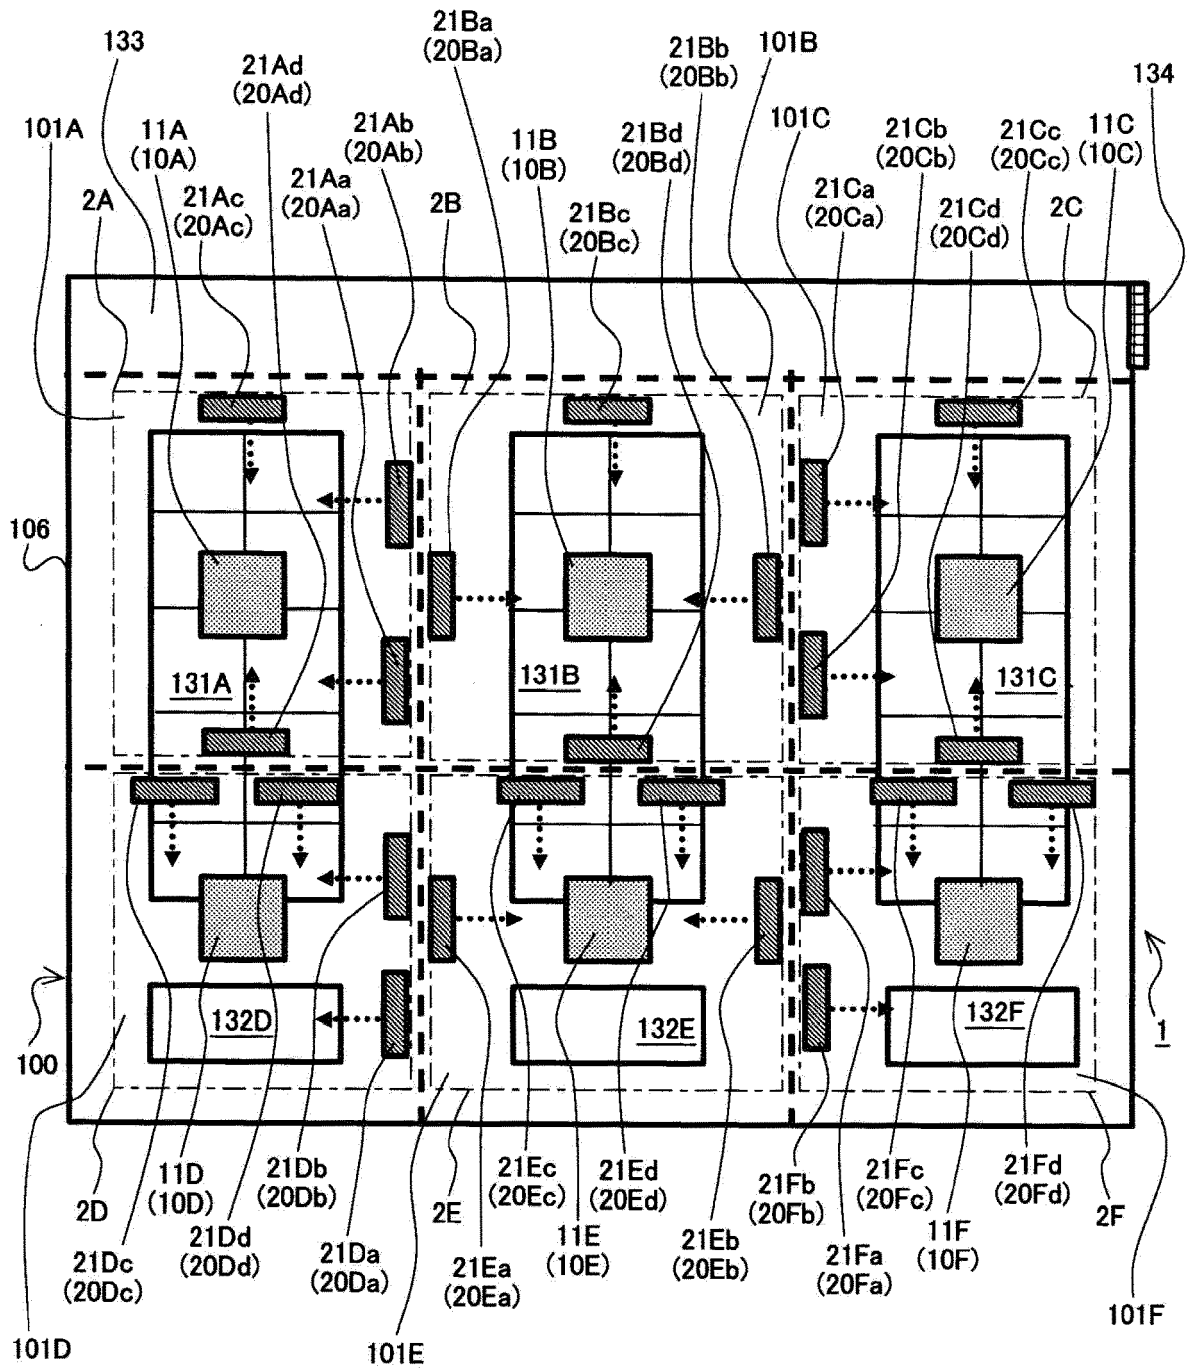 21Ba
(20Ba)
133
21Ad
(20Ad)
21Bb
(20Bb)
101B
134
101A
11A
(10A)
21Ab
(20Ab)
11B
(10B)
21Bd
(20Bd)
101C
21Cb
(20Cb)
21Cc
(20Cc)
11C
(10C)
2A
21Ac
(20Ac)
21Aa
(20Aa)
2B
21Bc
(20Bc)
21Ca
(20Ca)
21Cd
(20Cd)
2C
106
131A
131B
131C
100
132D
132E
132F
1
2D
11D
(10D)
21Db
(20Db)
2E
21Ec
(20Ec)
21Ed
(20Ed)
21Fb
(20Fb)
21Fc
(20Fc)
21Fd
(20Fd)
2F
21Dc
(20Dc)
21Dd
(20Dd)
21Da
(20Da)
21Ea
(20Ea)
11E
(10E)
21Eb
(20Eb)
21Fa
(20Fa)
11F
(10F)
101D
101E
101F